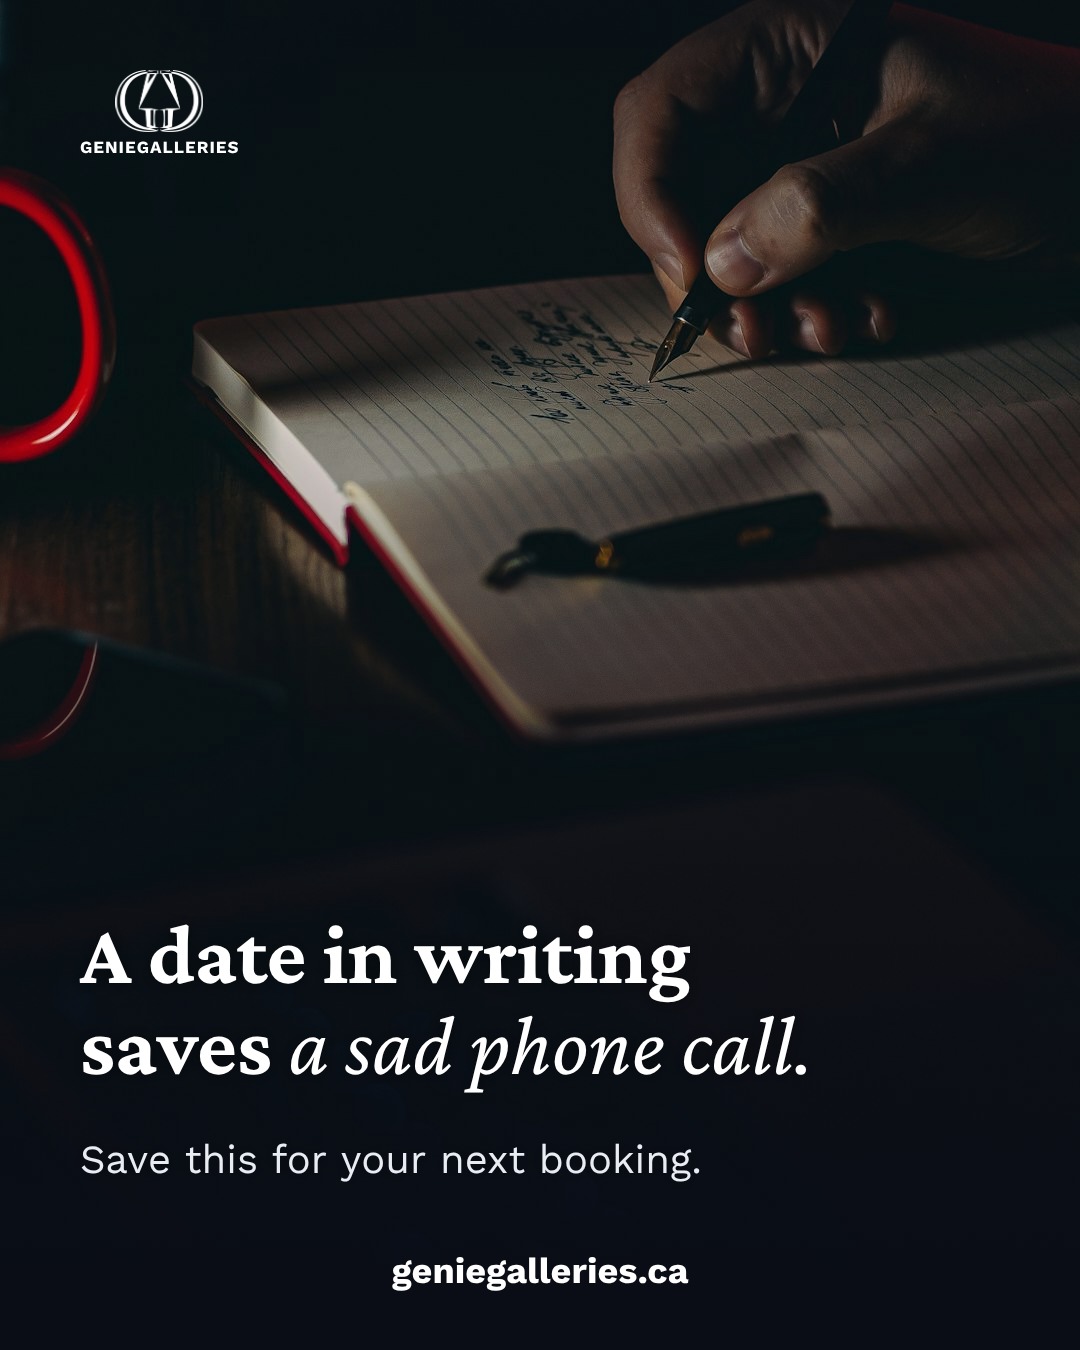 GENIEGALLERIES
A date in writing
saves a sad phone call.
Save this for your next booking.
geniegalleries.ca